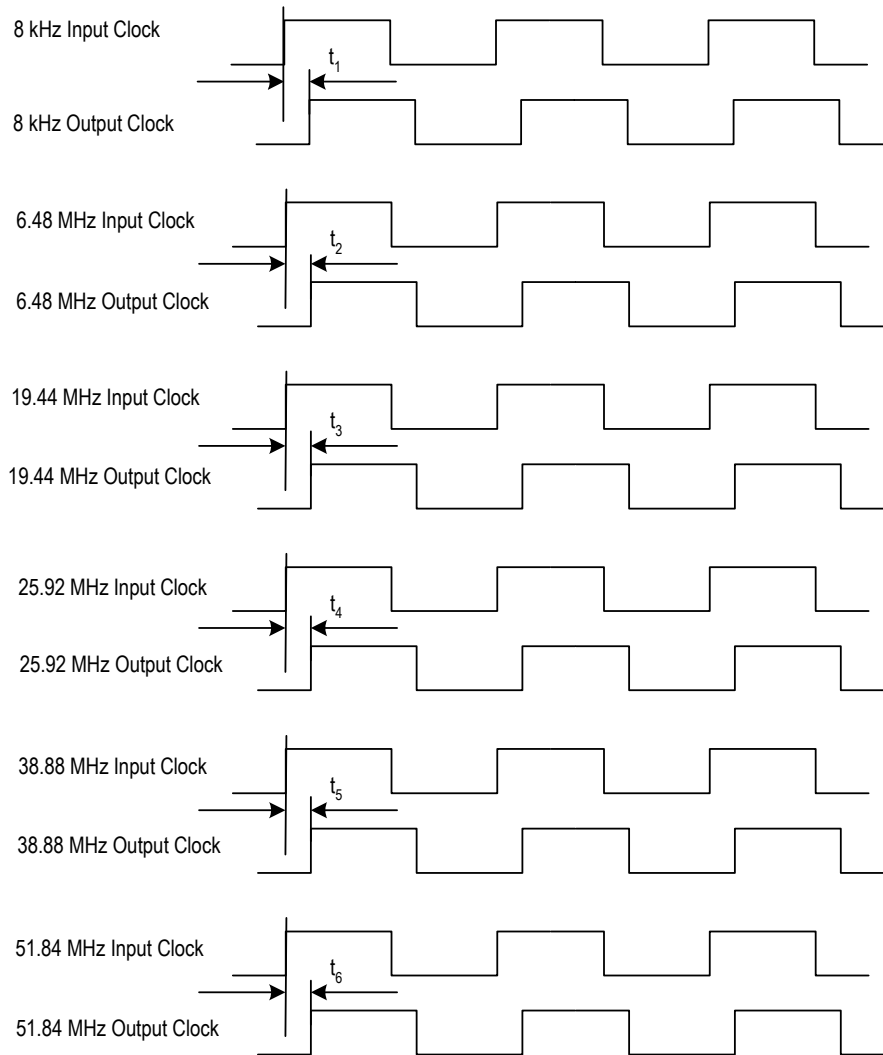 8 kHz Input Clock
t1
8 kHz Output Clock
6.48 MHz Input Clock
t2
6.48 MHz Output Clock
19.44 MHz Input Clock
t3
19.44 MHz Output Clock
25.92 MHz Input Clock
t4
25.92 MHz Output Clock
38.88 MHz Input Clock
t5
38.88 MHz Output Clock
51.84 MHz Input Clock
t6
51.84 MHz Output Clock